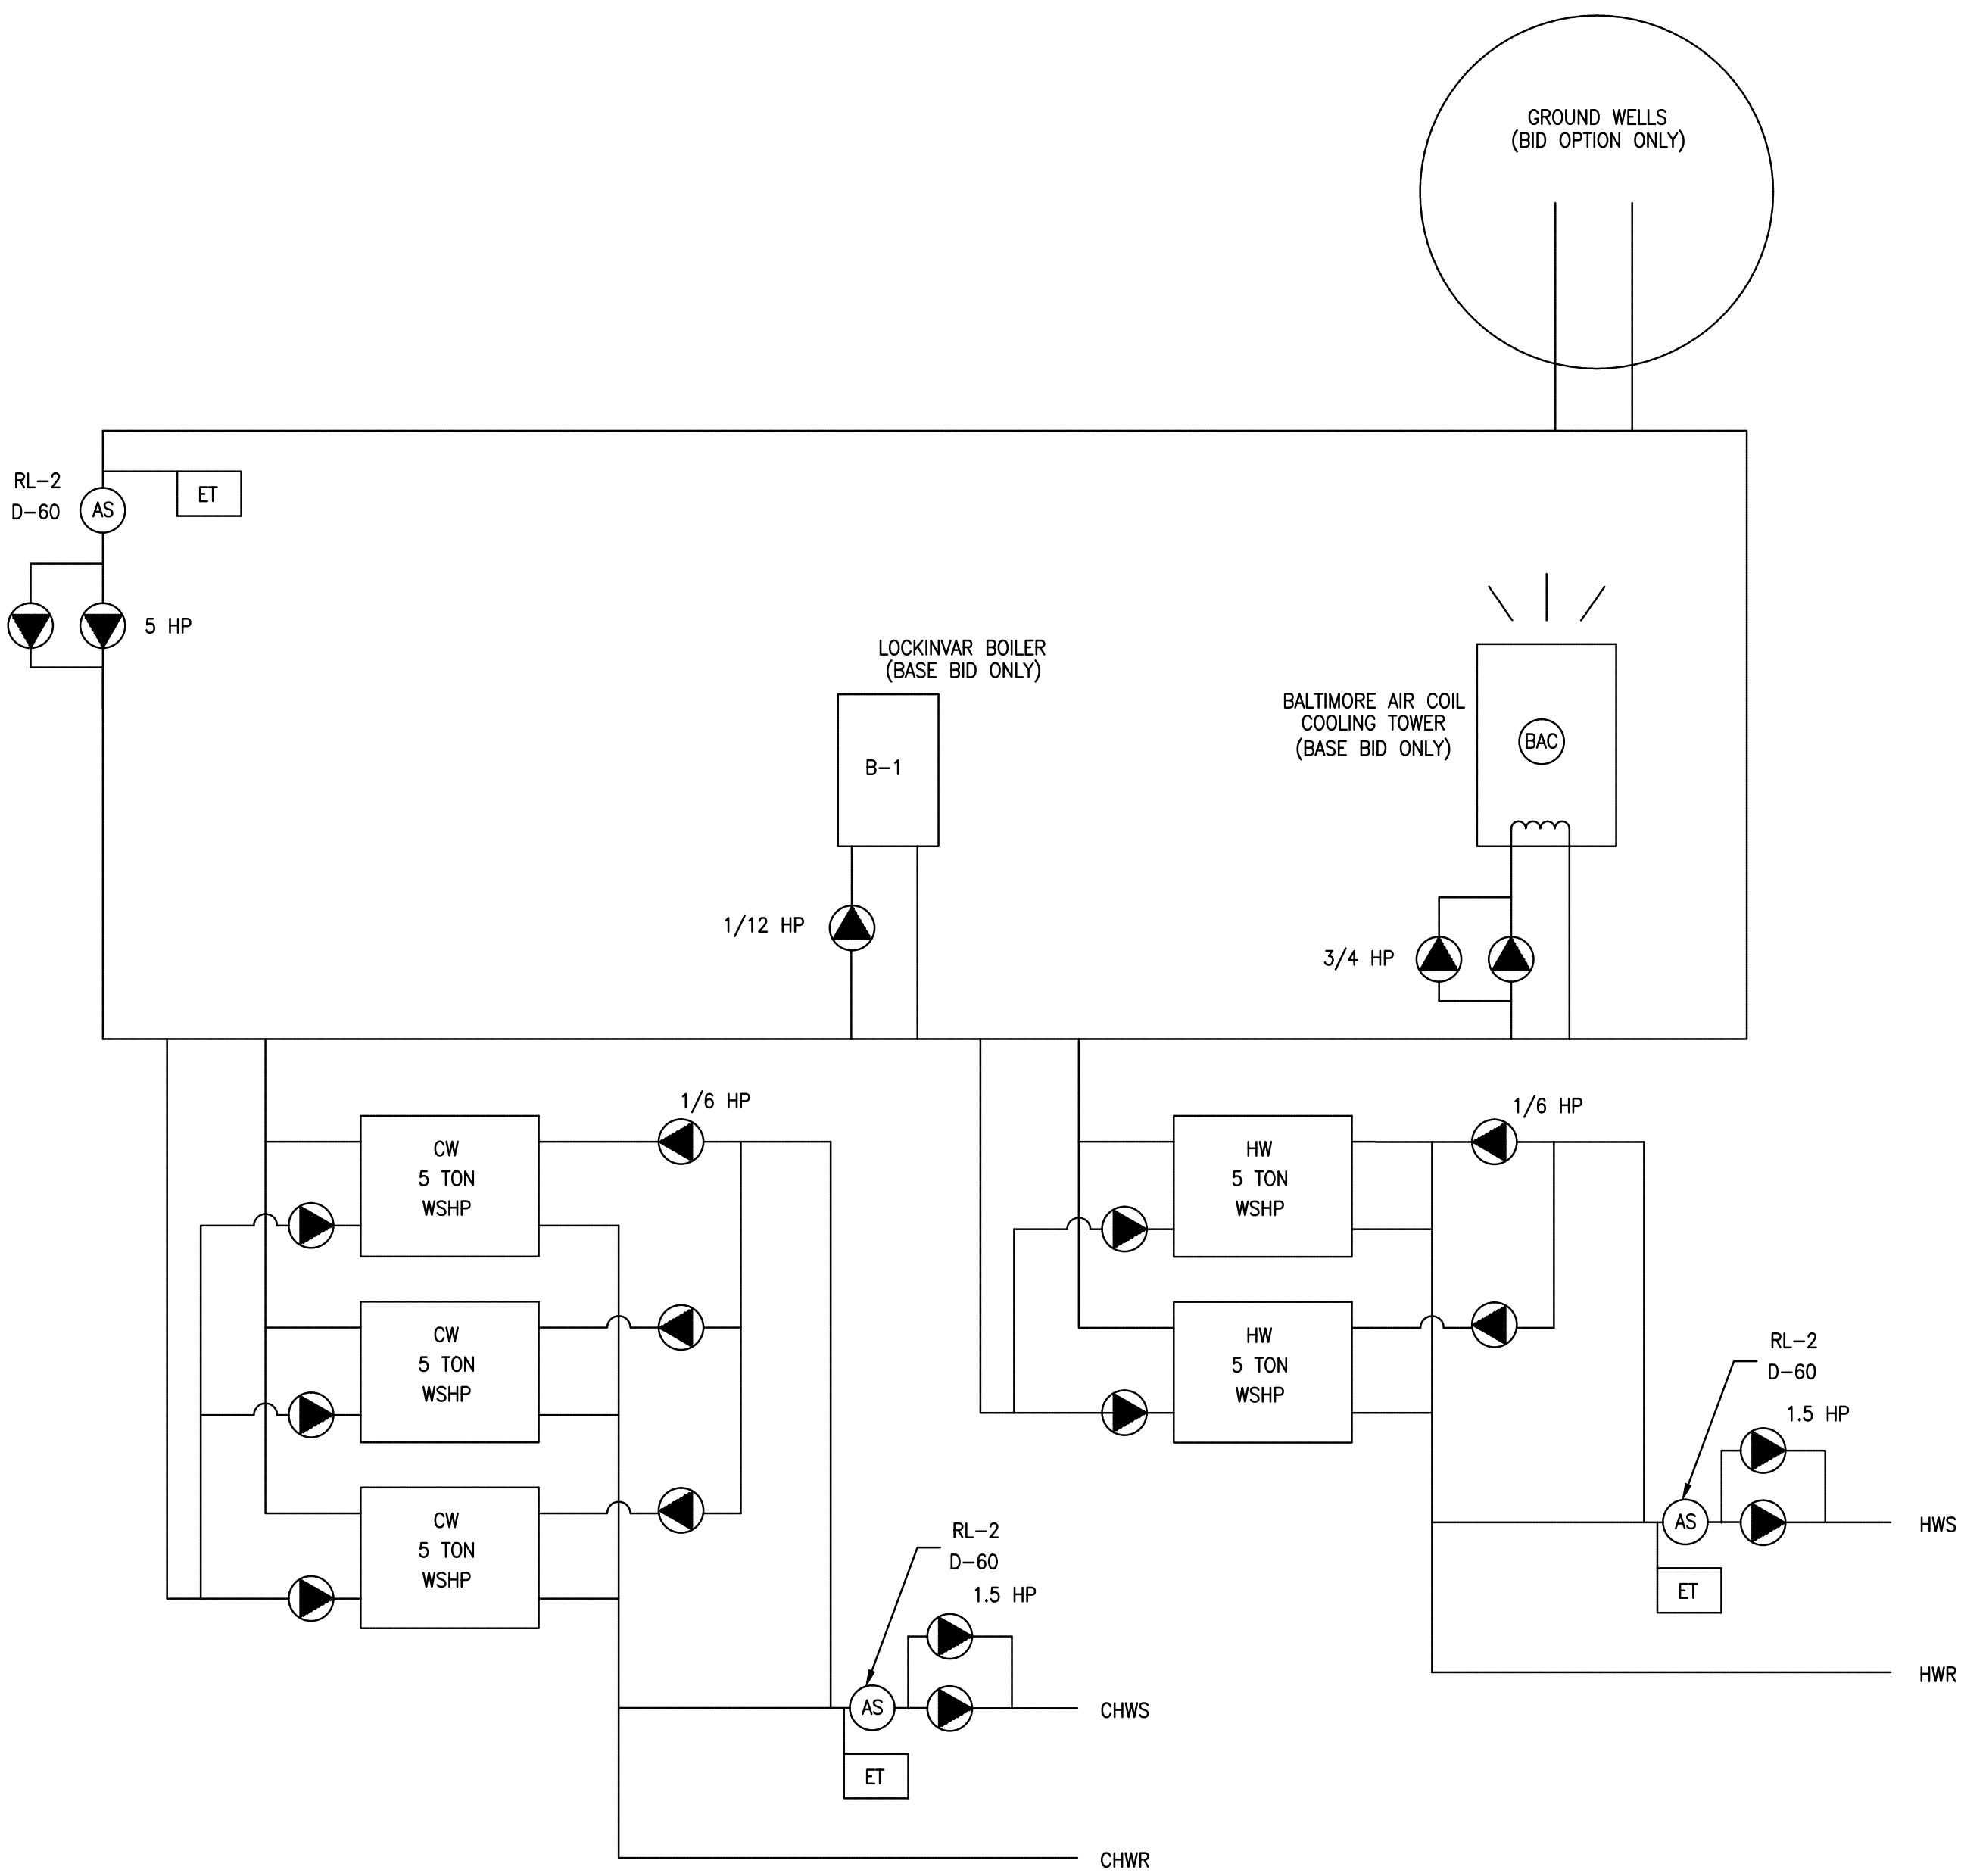 GROUND WELLS
(BID OPTION ONLY)
RL-2
D-60
AS
ET
5 HP
LOCKINVAR BOILER
(BASE BID ONLY)
B-1
BALTIMORE AIR COIL
COOLING TOWER
(BASE BID ONLY)
BAC
1/12 HP
3/4 HP
1/6 HP
CW
5 TON
WSHP
CW
5 TON
WSHP
CW
5 TON
WSHP
RL-2
D-60
1.5 HP
AS
CHWS
ET
CHWR
1/6 HP
HW
5 TON
WSHP
HW
5 TON
WSHP
RL-2
D-60
1.5 HP
AS
HWS
ET
HWR